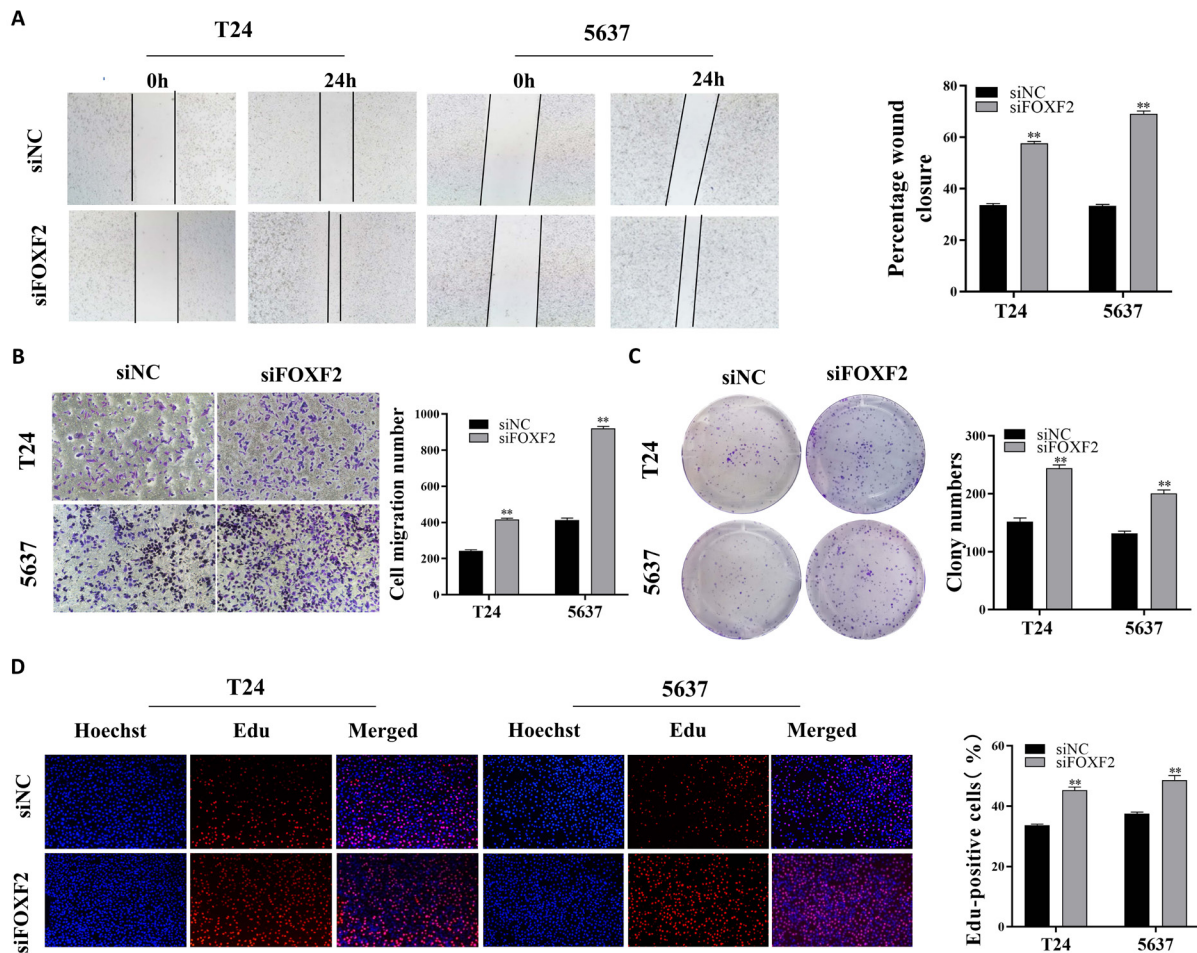 A
T24
5637
0h
24h
0h
24h
siNC
siFOXF2
Percentage wound
closure
80
60
40
20
0
siNC
siFOXF2
**
**
T24
5637
B
siNC
siFOXF2
T24
5637
Cell migration number
1000
800
600
400
200
0
siNC
siFOXF2
**
**
T24
5637
C
siNC
siFOXF2
T24
5637
Clony numbers
300
200
100
0
siNC
siFOXF2
**
**
T24
5637
D
T24
5637
Hoechst
Edu
Merged
Hoechst
Edu
Merged
siNC
siFOXF2
Edu-positive cells( %)
60
40
20
0
siNC
siFOXF2
**
**
T24
5637